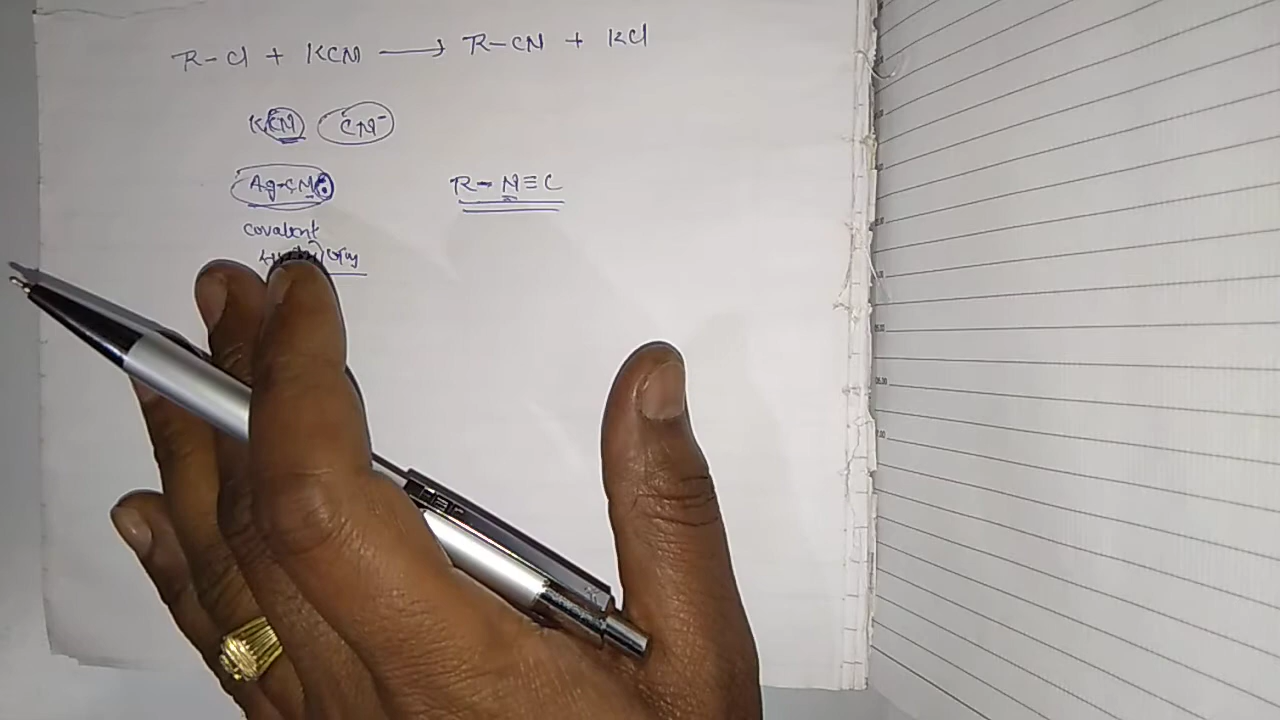 R-Cl + KCN → R-CN + KCl
KCN CN⁻
Ag-CN: R-N≡C
covalent